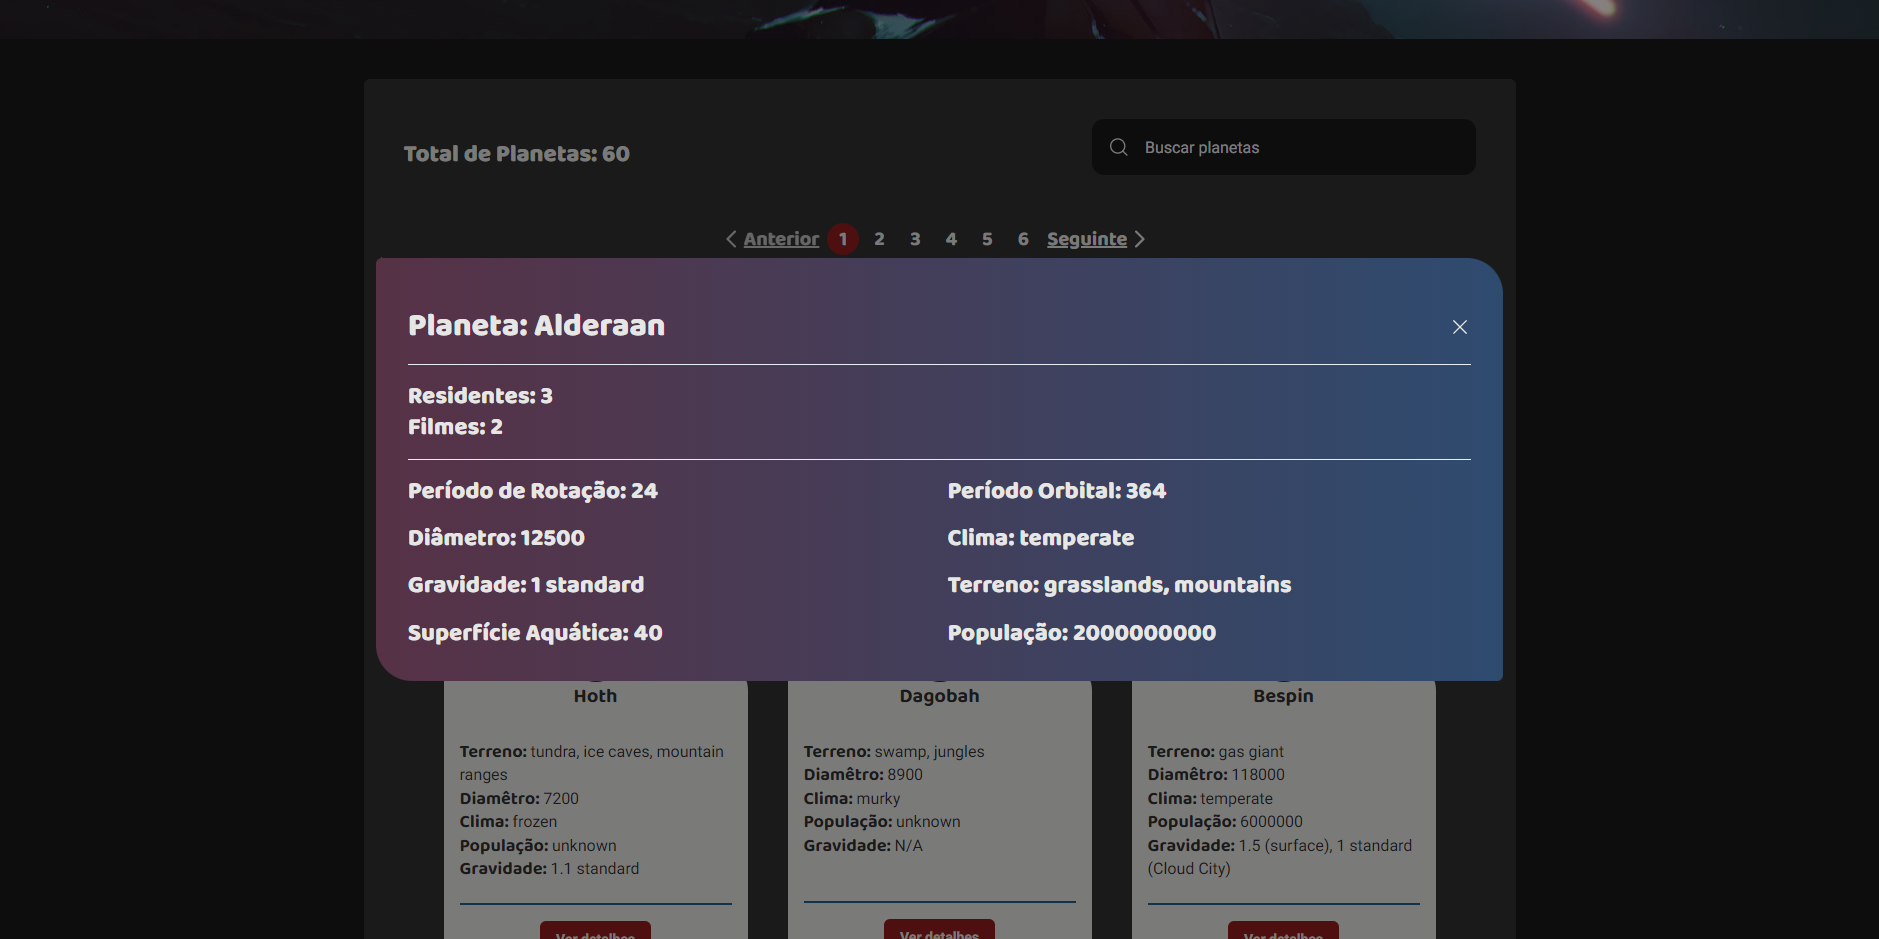 Total de Planetas: 60
Buscar planetas
Anterior 1 2 3 4 5 6 Seguinte
Planeta: Alderaan
Residentes: 3
Filmes: 2
Período de Rotação: 24
Período Orbital: 364
Diâmetro: 12500
Clima: temperate
Gravidade: 1 standard
Terreno: grasslands, mountains
Superfície Aquática: 40
População: 2000000000
Hoth
Terreno: tundra, ice caves, mountain
ranges
Diamêtro: 7200
Clima: frozen
População: unknown
Gravidade: 1.1 standard
Ver detalhes
Dagobah
Terreno: swamp, jungles
Diamêtro: 8900
Clima: murky
População: unknown
Gravidade: N/A
Ver detalhes
Bespin
Terreno: gas giant
Diamêtro: 118000
Clima: temperate
População: 6000000
Gravidade: 1.5 (surface), 1 standard
(Cloud City)
Ver detalhes